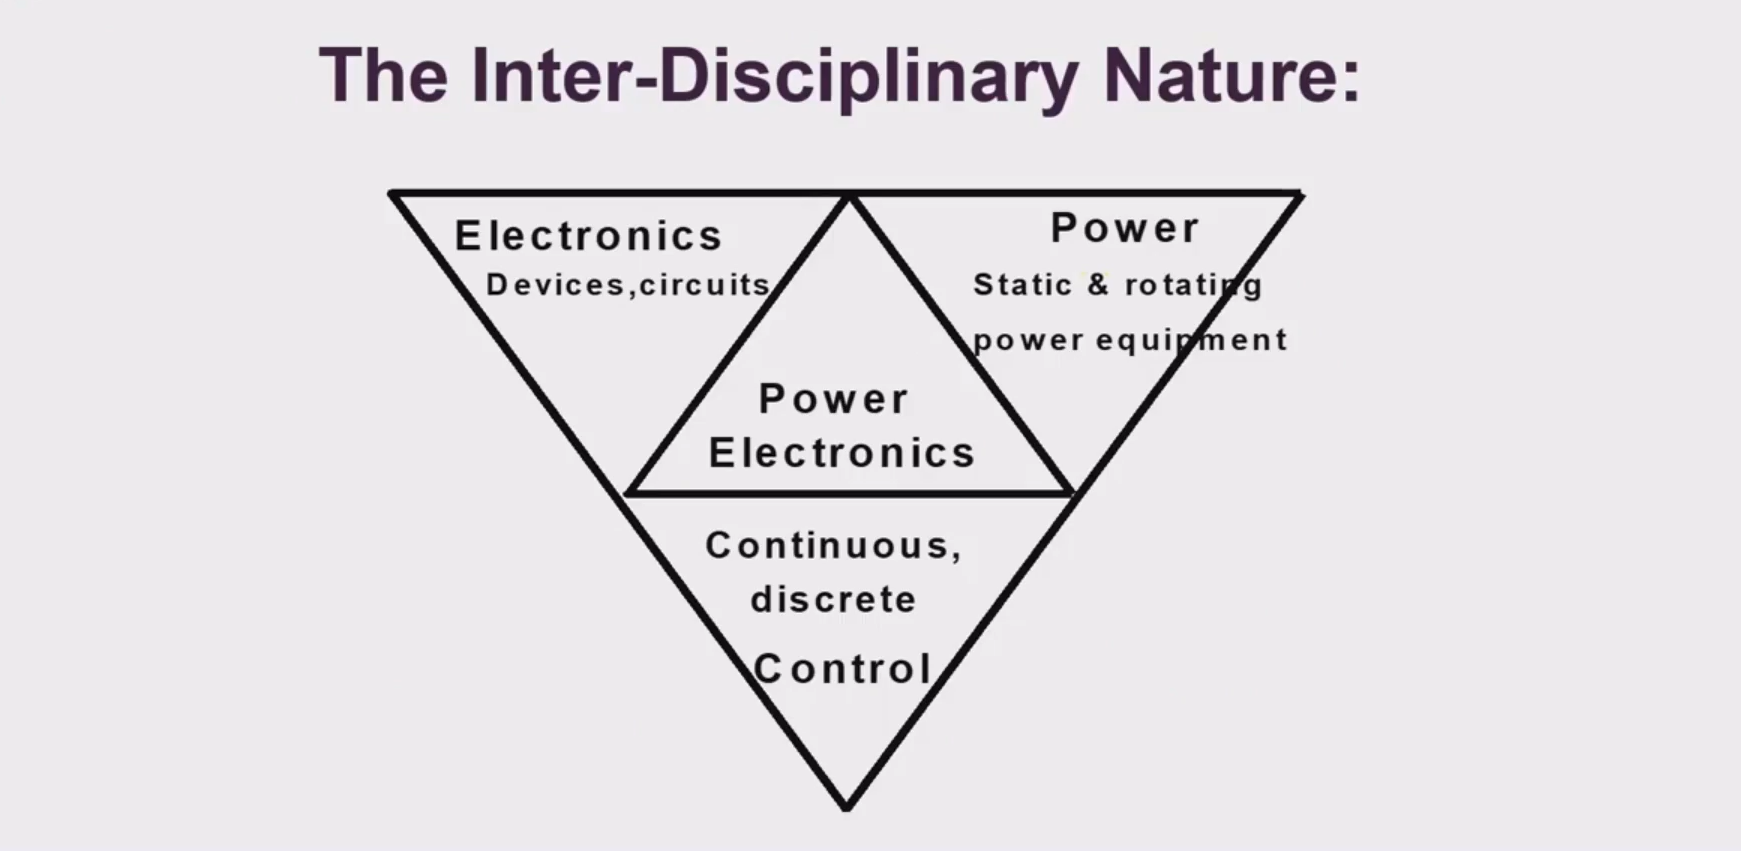 The Inter-Disciplinary Nature:
Electronics
Devices,circuits
Power
Static & rotating
power equipment
Power
Electronics
Continuous,
discrete
Control